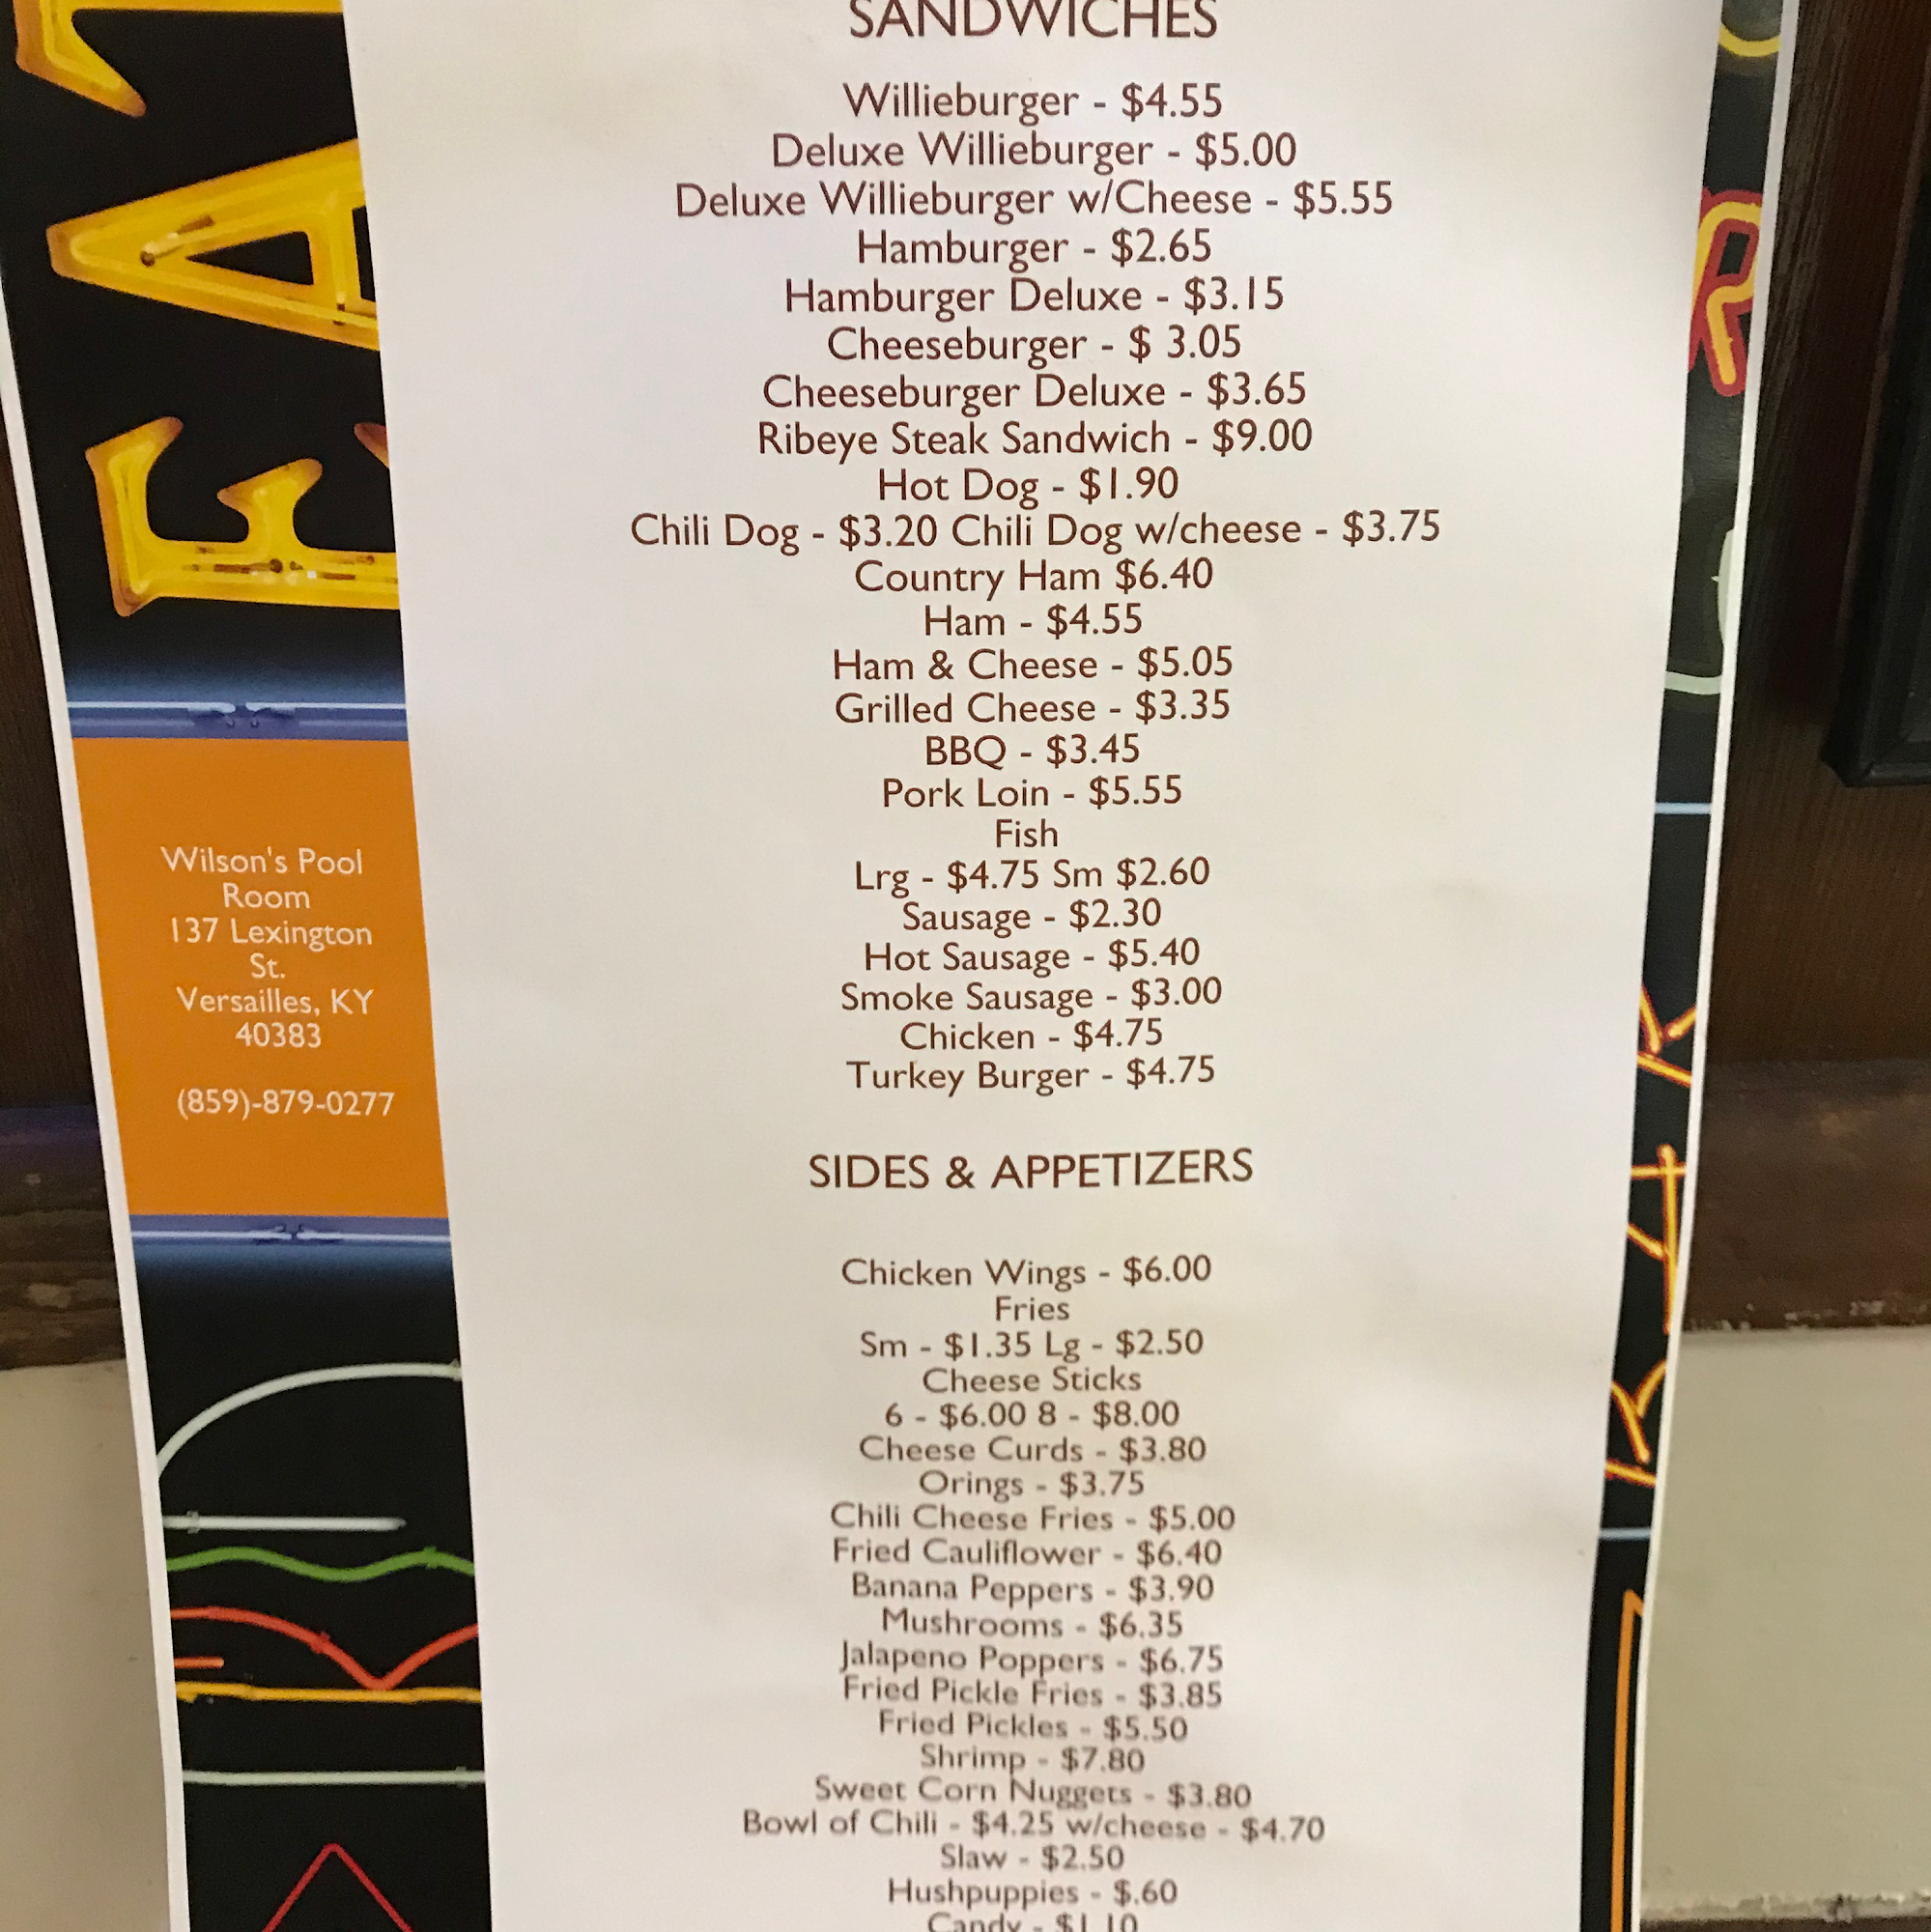 SANDWICHES
Willieburger - $4.55
Deluxe Willieburger - $5.00
Deluxe Willieburger w/Cheese - $5.55
Hamburger - $2.65
Hamburger Deluxe - $3.15
Cheeseburger - $ 3.05
Cheeseburger Deluxe - $3.65
Ribeye Steak Sandwich - $9.00
Hot Dog - $1.90
Chili Dog - $3.20 Chili Dog w/cheese - $3.75
Country Ham $6.40
Ham - $4.55
Ham & Cheese - $5.05
Grilled Cheese - $3.35
BBQ - $3.45
Pork Loin - $5.55
Fish
Lrg - $4.75 Sm $2.60
Sausage - $2.30
Hot Sausage - $5.40
Smoke Sausage - $3.00
Chicken - $4.75
Turkey Burger - $4.75
SIDES & APPETIZERS
Chicken Wings - $6.00
Fries
Sm - $1.35 Lg - $2.50
Cheese Sticks
6 - $6.00 8 - $8.00
Cheese Curds - $3.80
Orings - $3.75
Chili Cheese Fries - $5.00
Fried Cauliflower - $6.40
Banana Peppers - $3.90
Mushrooms - $6.35
Jalapeno Poppers - $6.75
Fried Pickle Fries - $3.85
Fried Pickles - $5.50
Shrimp - $7.80
Sweet Corn Nuggets - $3.80
Bowl of Chili - $4.25 w/cheese - $4.70
Slaw - $2.50
Hushpuppies - $.60
Candy - $1.10
EAT
Wilson's Pool
Room
137 Lexington
St.
Versailles, KY
40383
(859)-879-0277